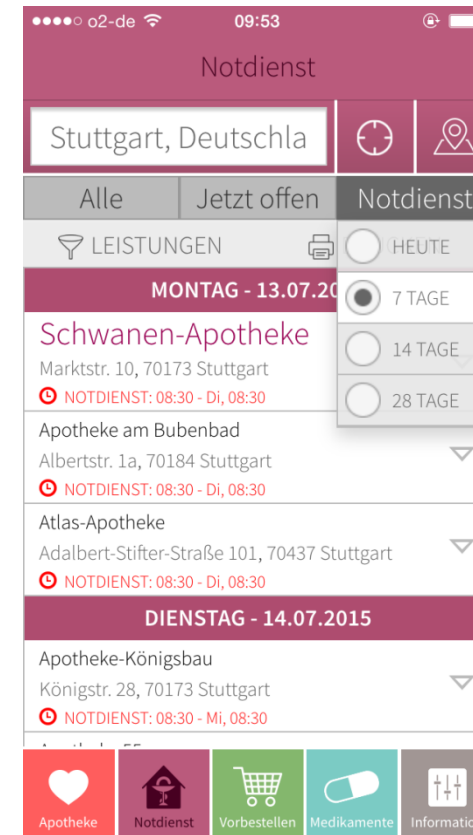 o2-de 09:53
Notdienst
Stuttgart, Deutschla
Alle Jetzt offen Notdienst
LEISTUNGEN
HEUTE
7 TAGE
14 TAGE
28 TAGE
MONTAG - 13.07.20
Schwanen-Apotheke
Marktstr. 10, 70173 Stuttgart
NOTDIENST: 08:30 - Di, 08:30
Apotheke am Bubenbad
Albertstr. 1a, 70184 Stuttgart
NOTDIENST: 08:30 - Di, 08:30
Atlas-Apotheke
Adalbert-Stifter-Straße 101, 70437 Stuttgart
NOTDIENST: 08:30 - Di, 08:30
DIENSTAG - 14.07.2015
Apotheke-Königsbau
Königstr. 28, 70173 Stuttgart
NOTDIENST: 08:30 - Mi, 08:30
Apotheke Notdienst Vorbestellen Medikamente Informatio